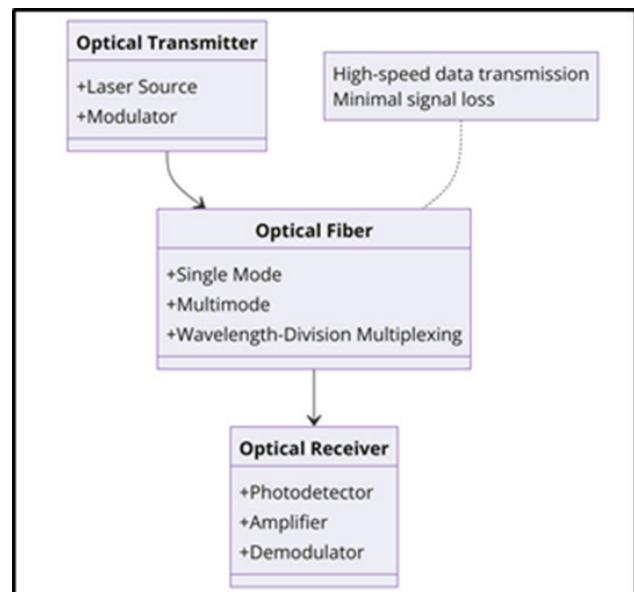 Optical Transmitter
+Laser Source
+Modulator
High-speed data transmission
Minimal signal loss
Optical Fiber
+Single Mode
+Multimode
+Wavelength-Division Multiplexing
Optical Receiver
+Photodetector
+Amplifier
+Demodulator